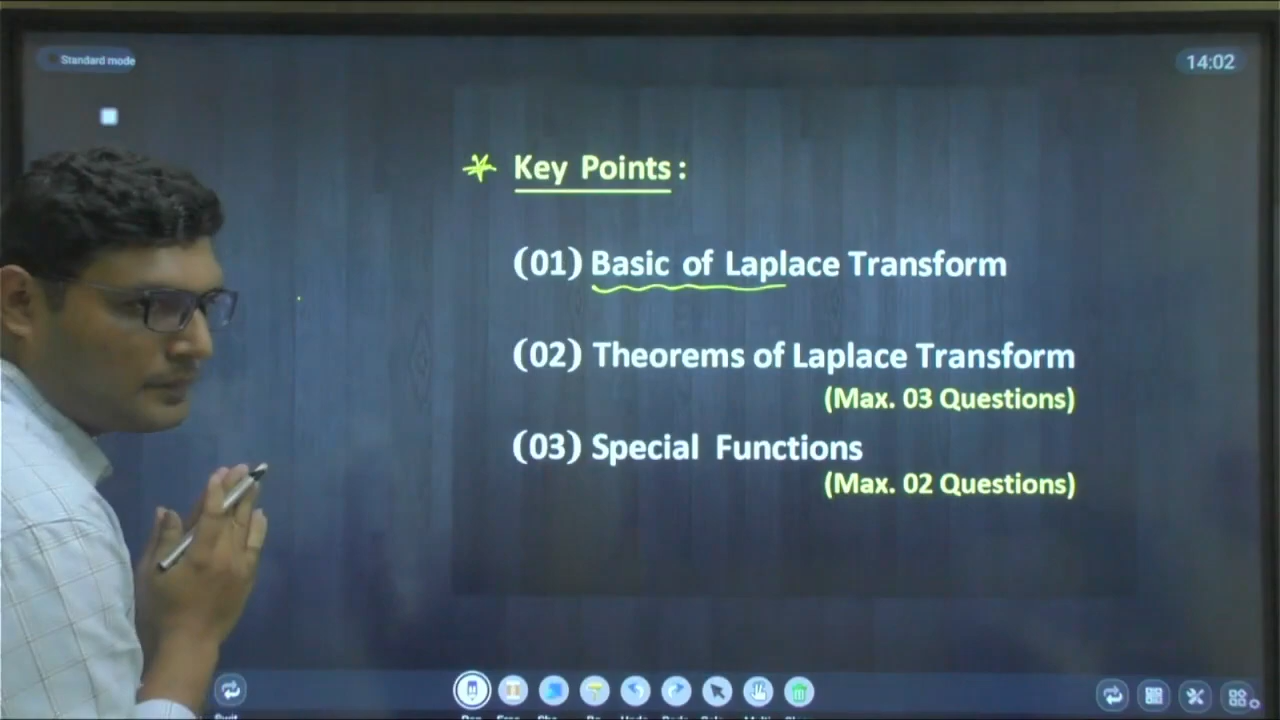 Standard mode
14:02
* Key Points :
(01) Basic of Laplace Transform
(02) Theorems of Laplace Transform
(Max. 03 Questions)
(03) Special Functions
(Max. 02 Questions)